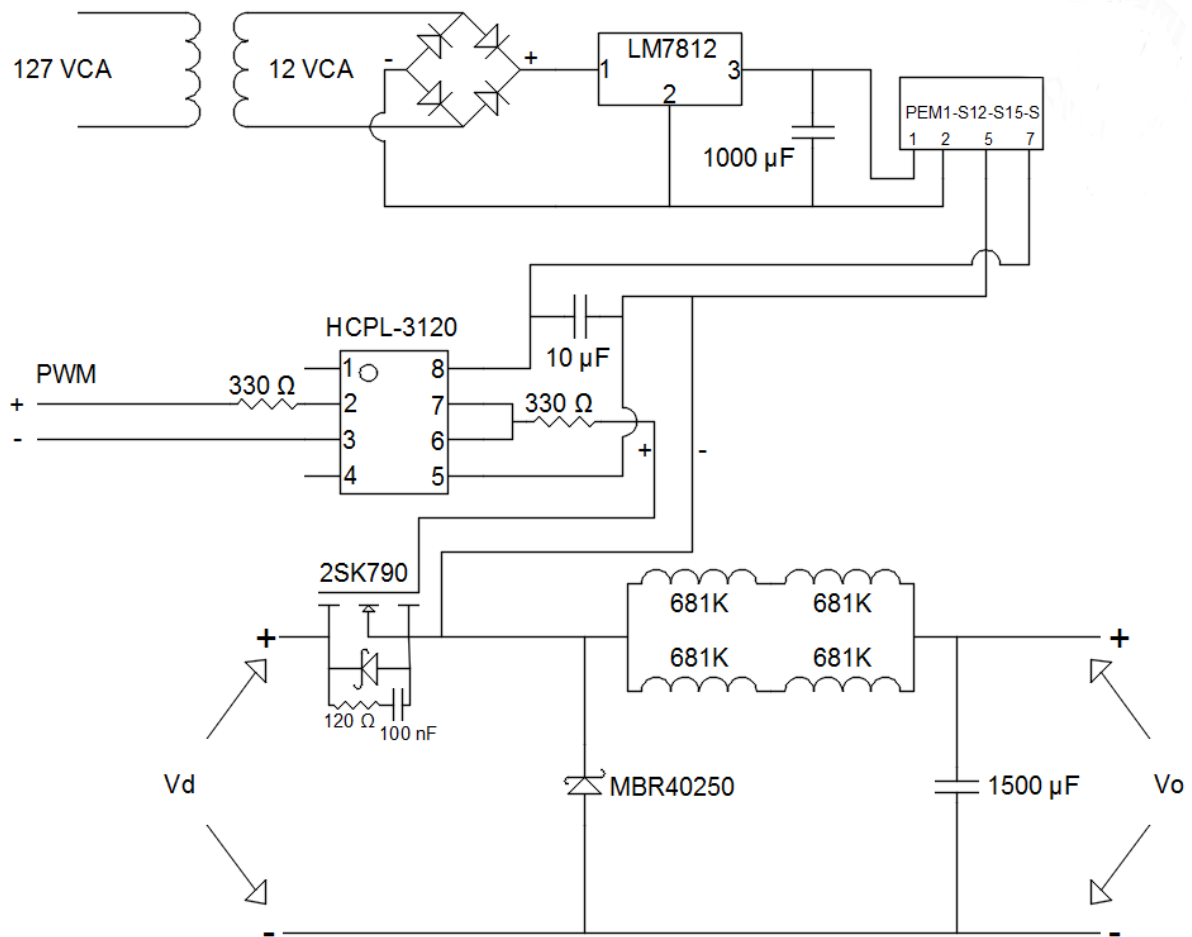 127 VCA
12 VCA
- +
LM7812
1 3
2
1000 µF
PEM1-S12-S15-S
1 2 5 7
HCPL-3120
10 µF
PWM
330 Ω
330 Ω
+
-
1 8
2 7
3 6
4 5
+ -
2SK790
681K 681K
681K 681K
+ +
120 Ω 100 nF
Vd
MBR40250
1500 µF
Vo
- -